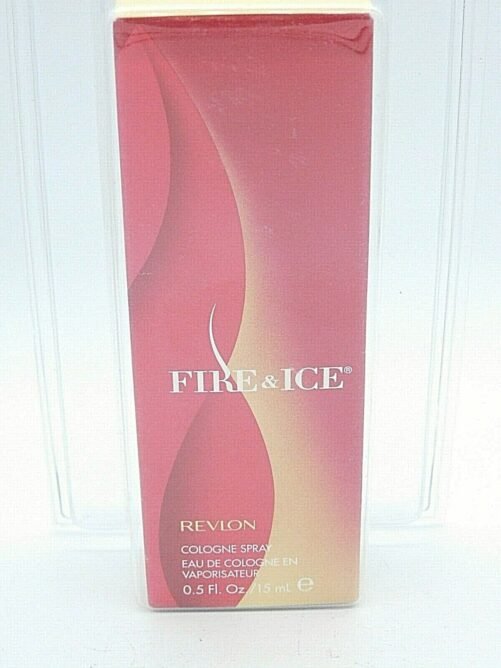 FIRE & ICE®
REVLON
COLOGNE SPRAY
EAU DE COLOGNE EN
VAPORISATEUR
0.5 Fl. Oz./15 mL ℮